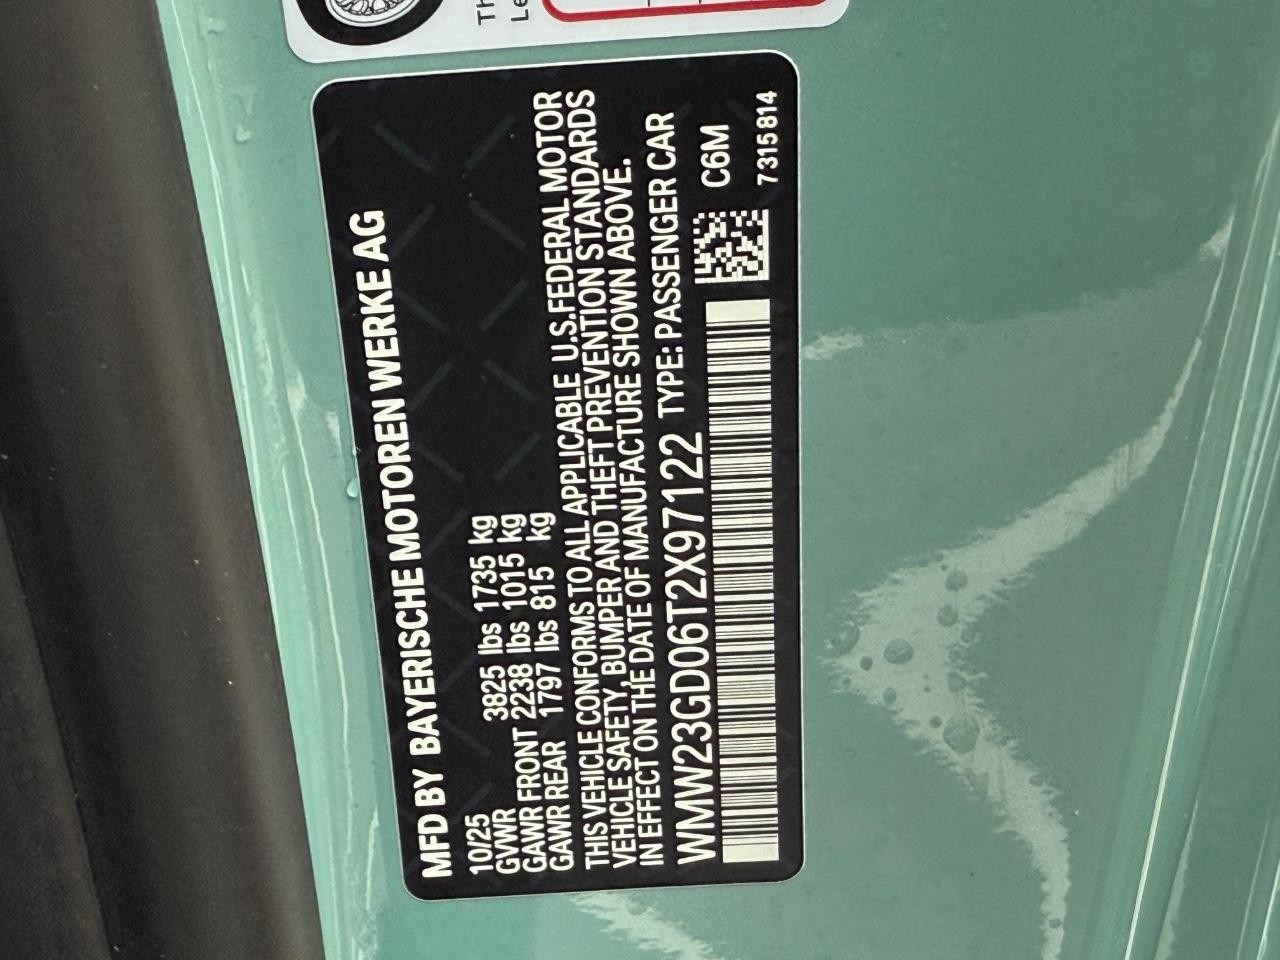 Th
Le
MFD BY BAYERISCHE MOTOREN WERKE AG
10/25
GVWR 3825 lbs 1735 kg
GAWR FRONT 2238 lbs 1015 kg
GAWR REAR 1797 lbs 815 kg
THIS VEHICLE CONFORMS TO ALL APPLICABLE U.S.FEDERAL MOTOR
VEHICLE SAFETY, BUMPER AND THEFT PREVENTION STANDARDS
IN EFFECT ON THE DATE OF MANUFACTURE SHOWN ABOVE.
WMW23GD06T2X97122 TYPE: PASSENGER CAR
C6M
7315814